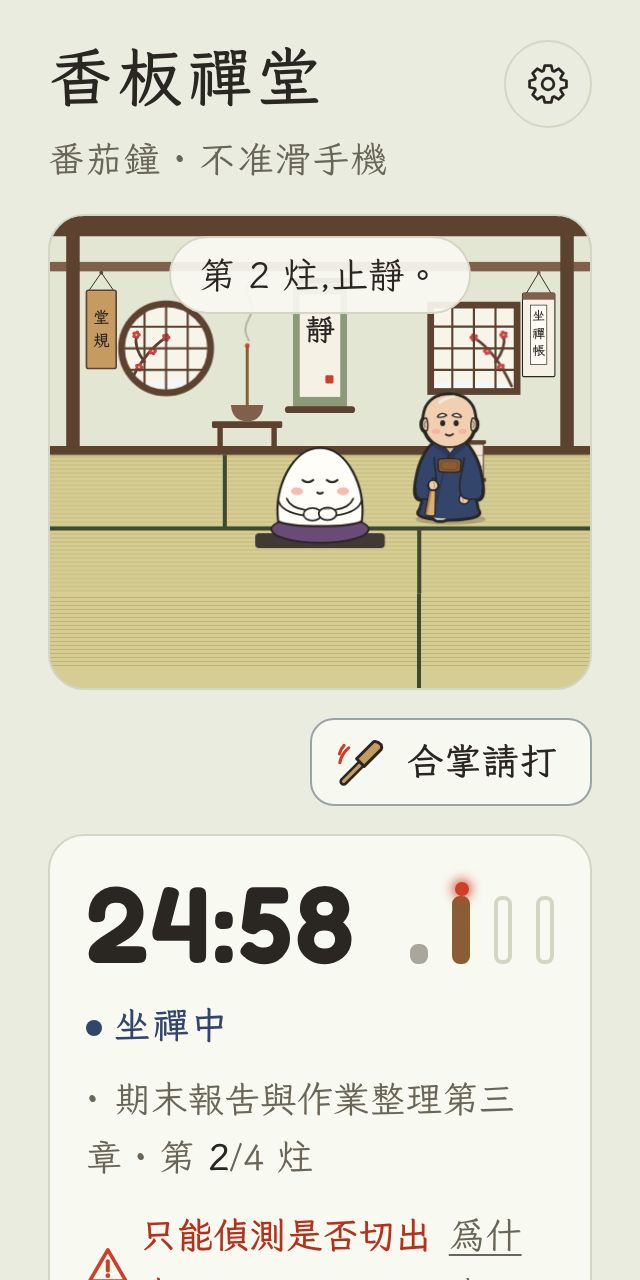 香板禪堂
番茄鐘・不准滑手機
第 2 炷,止靜。
堂規
靜
坐禪帳
合掌請打
24:58
坐禪中
・期末報告與作業整理第三
章・第 2/4 炷
只能偵測是否切出 爲什